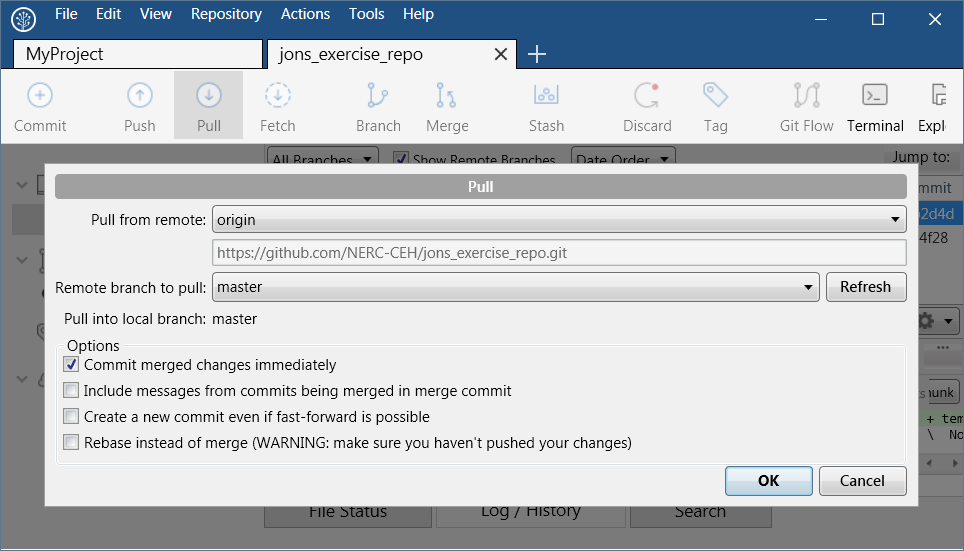 File Edit View Repository Actions Tools Help
MyProject
jons_exercise_repo
Commit Push Pull Fetch Branch Merge Stash Discard Tag Git Flow Terminal Expl
All Branches Show Remote Branches Date Order Jump to:
Pull
Pull from remote: origin
https://github.com/NERC-CEH/jons_exercise_repo.git
Remote branch to pull: master Refresh
Pull into local branch: master
Options
Commit merged changes immediately
Include messages from commits being merged in merge commit
Create a new commit even if fast-forward is possible
Rebase instead of merge (WARNING: make sure you haven't pushed your changes)
OK Cancel
mmit
2d4d
4f28
hunk
+ tem
\ No
File Status Log / History Search